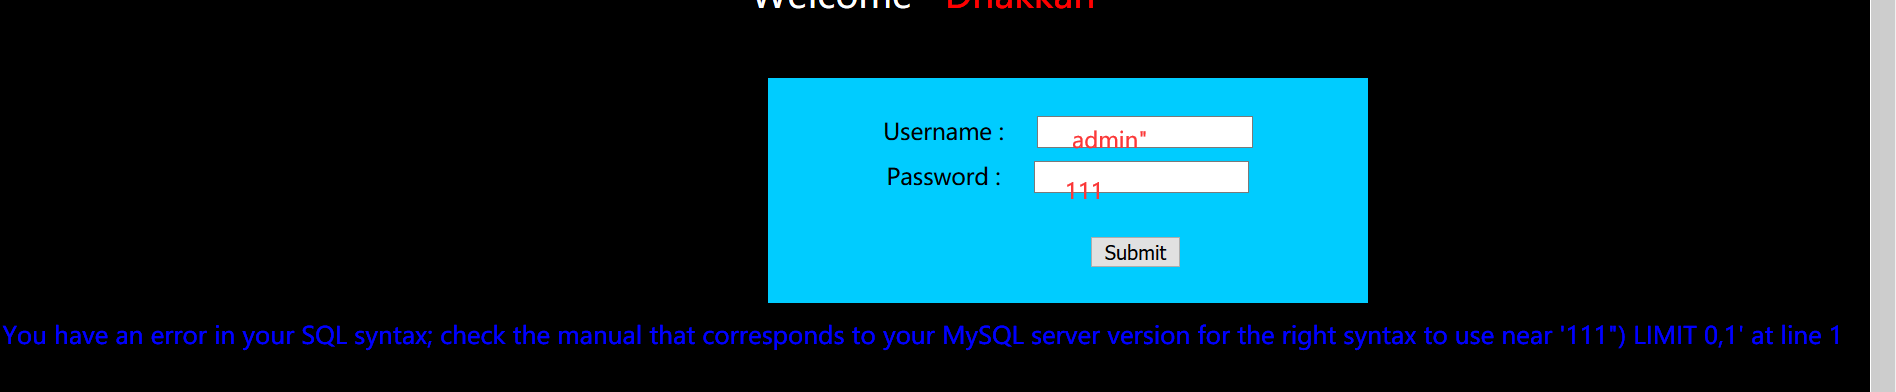 Welcome Dhakkan
Username : admin"
Password : 111
Submit
You have an error in your SQL syntax; check the manual that corresponds to your MySQL server version for the right syntax to use near '111") LIMIT 0,1' at line 1